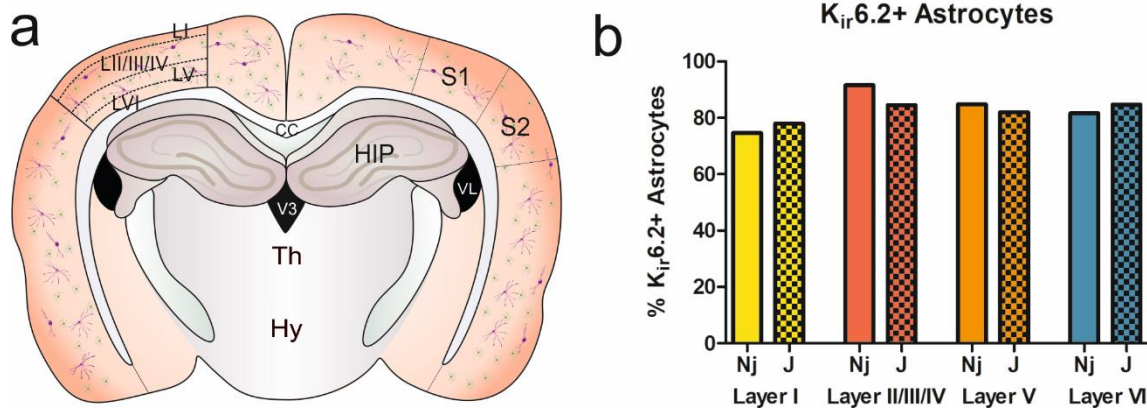 a
LI
LII/III/IV
LV
LVI
S1
S2
CC
HIP
VL
V3
Th
Hy
b
Kir6.2+ Astrocytes
% Kir6.2+ Astrocytes
100
80
60
40
20
0
Nj J Nj J Nj J Nj J
Layer I Layer II/III/IV Layer V Layer VI